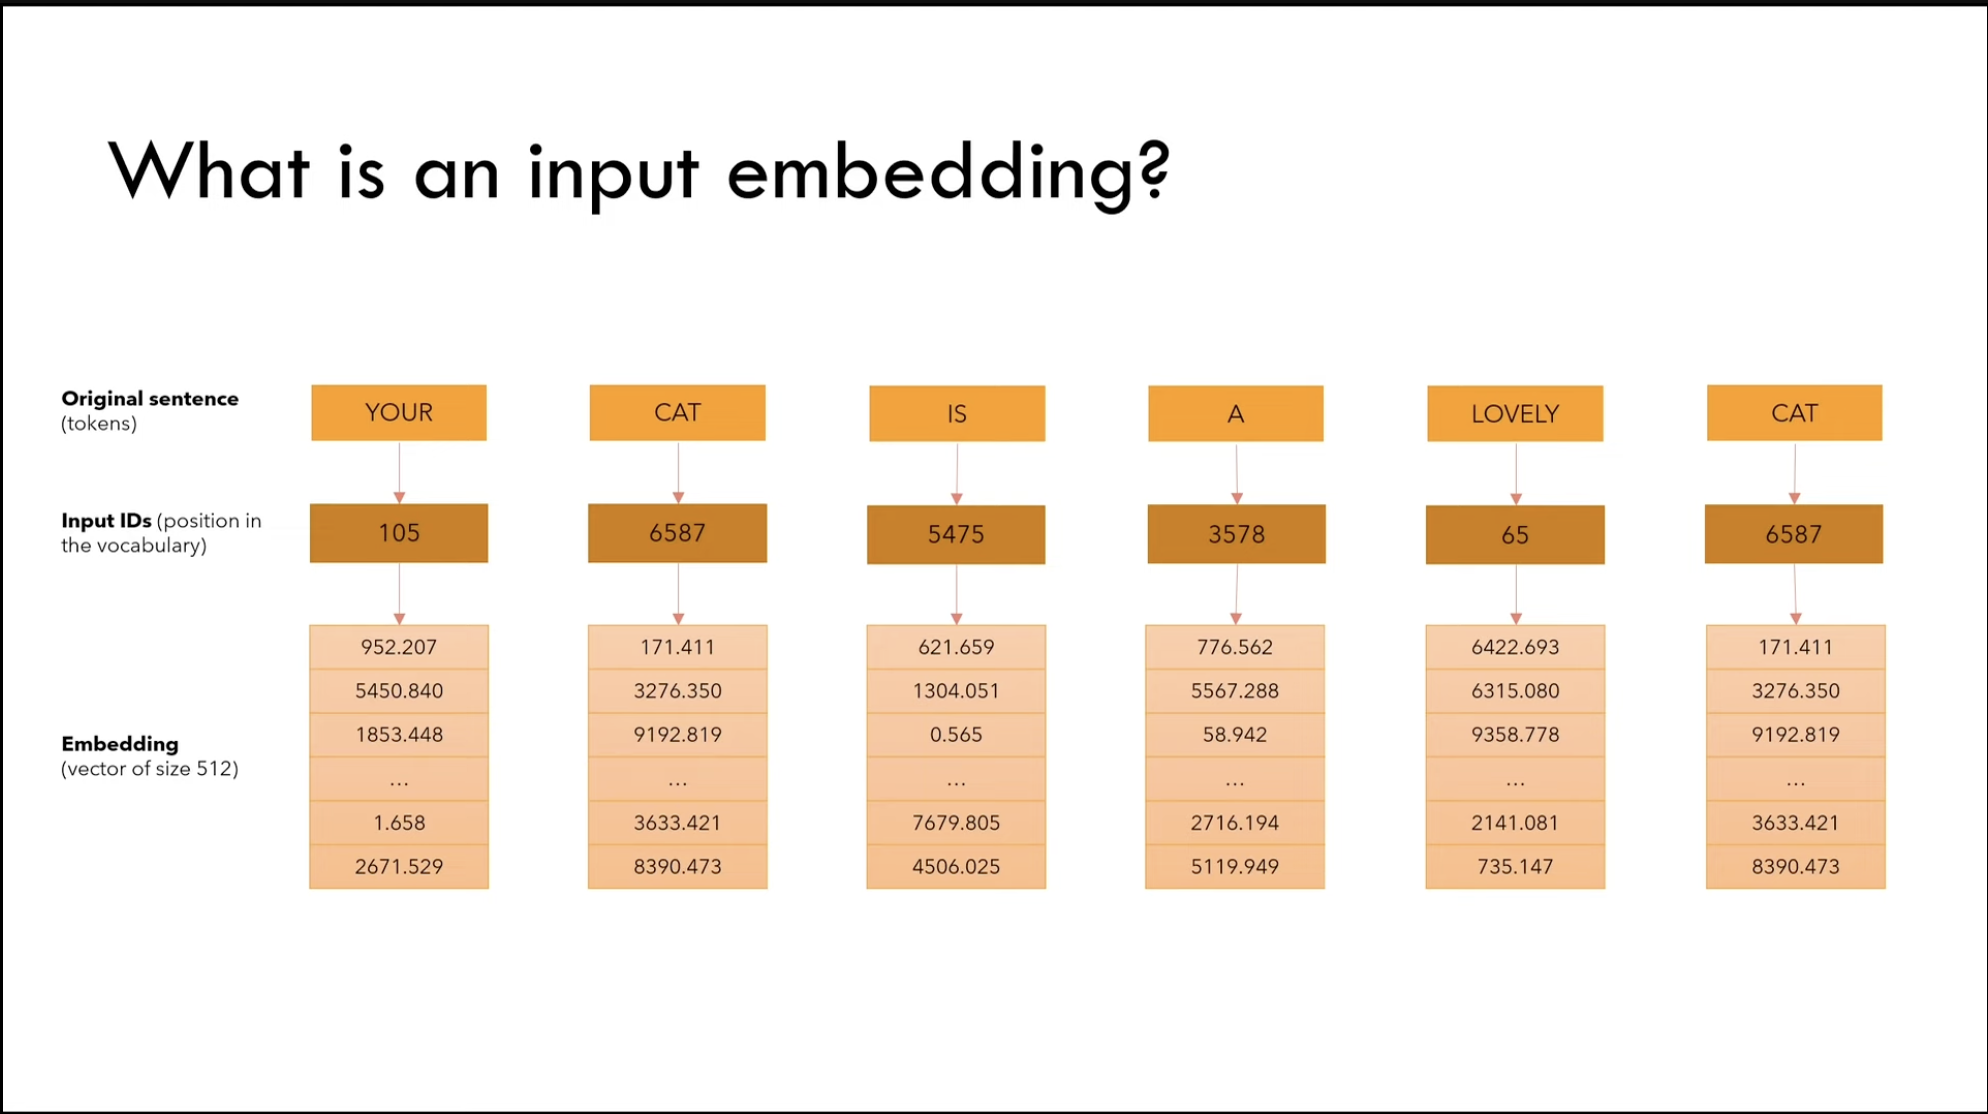 What is an input embedding?
Original sentence
(tokens)
YOUR CAT IS A LOVELY CAT
Input IDs (position in
the vocabulary)
105 6587 5475 3578 65 6587
Embedding
(vector of size 512)
952.207 171.411 621.659 776.562 6422.693 171.411
5450.840 3276.350 1304.051 5567.288 6315.080 3276.350
1853.448 9192.819 0.565 58.942 9358.778 9192.819
... ... ... ... ... ...
1.658 3633.421 7679.805 2716.194 2141.081 3633.421
2671.529 8390.473 4506.025 5119.949 735.147 8390.473